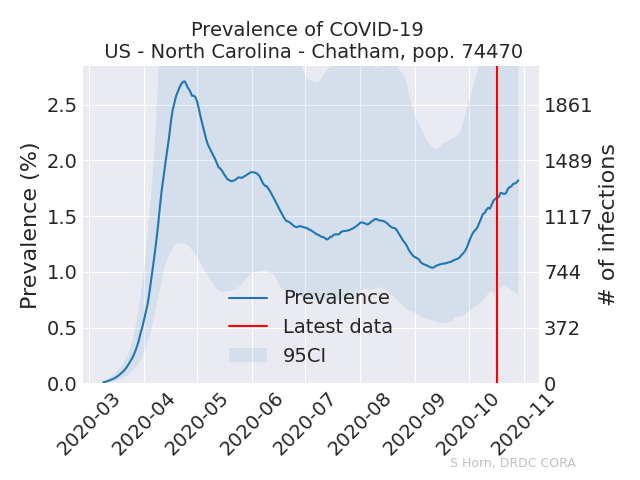 Prevalence of COVID-19
US - North Carolina - Chatham, pop. 74470
Prevalence (%)
2.5
2.0
1.5
1.0
0.5
0.0
1861
1489
1117
744
372
0
# of infections
Prevalence
Latest data
95CI
2020-03
2020-04
2020-05
2020-06
2020-07
2020-08
2020-09
2020-10
2020-11
S Horn, DRDC CORA